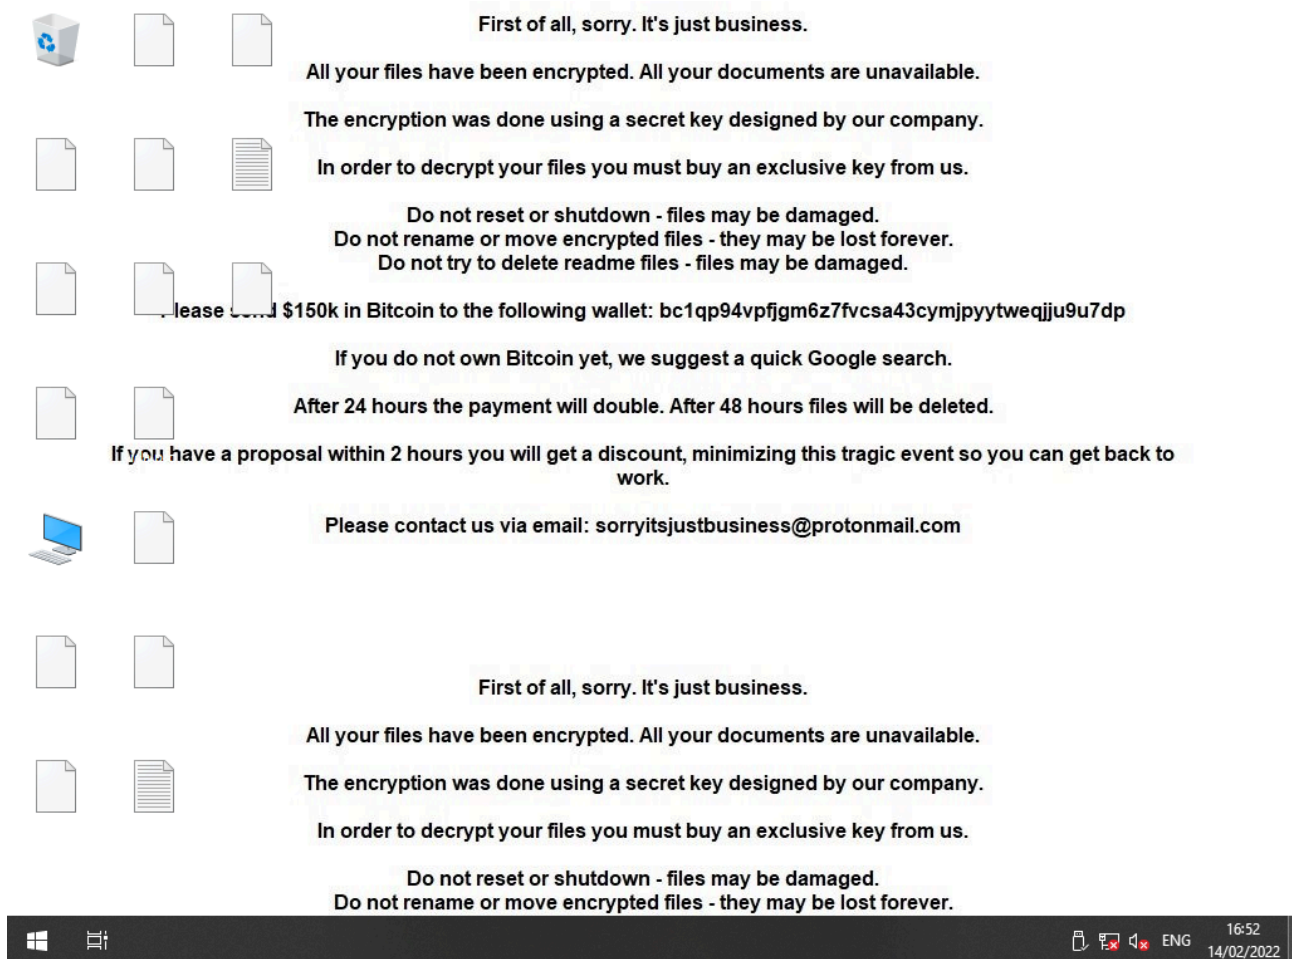 First of all, sorry. It's just business.
All your files have been encrypted. All your documents are unavailable.
The encryption was done using a secret key designed by our company.
In order to decrypt your files you must buy an exclusive key from us.
Do not reset or shutdown - files may be damaged.
Do not rename or move encrypted files - they may be lost forever.
Do not try to delete readme files - files may be damaged.
Please send $150k in Bitcoin to the following wallet: bc1qp94vpfjgm6z7fvcsa43cymjpyytweqjju9u7dp
If you do not own Bitcoin yet, we suggest a quick Google search.
After 24 hours the payment will double. After 48 hours files will be deleted.
If you have a proposal within 2 hours you will get a discount, minimizing this tragic event so you can get back to
work.
Please contact us via email: sorryitsjustbusiness@protonmail.com
First of all, sorry. It's just business.
All your files have been encrypted. All your documents are unavailable.
The encryption was done using a secret key designed by our company.
In order to decrypt your files you must buy an exclusive key from us.
Do not reset or shutdown - files may be damaged.
Do not rename or move encrypted files - they may be lost forever.
ENG
16:52
14/02/2022